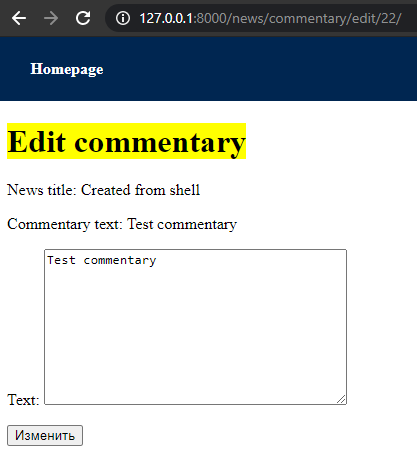 127.0.0.1:8000/news/commentary/edit/22/
Homepage
Edit commentary
News title: Created from shell
Commentary text: Test commentary
Test commentary
Text:
Изменить